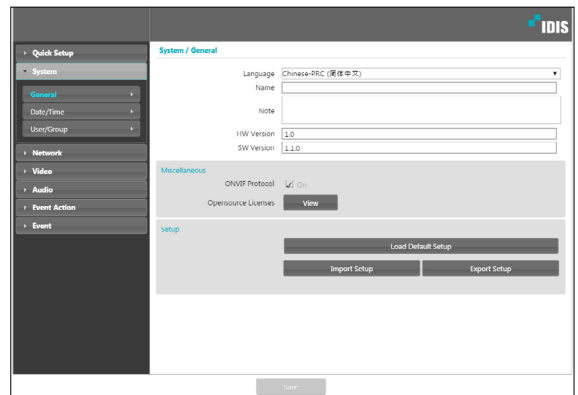 IDIS
Quick Setup
System
General
Date/Time
User/Group
Network
Video
Audio
Event Action
Event
System / General
Language Chinese-PRC (简体中文)
Name
Note
HW Version 1.0
SW Version 1.1.0
Miscellaneous
ONVIF Protocol On
Opensource Licenses View
Setup
Load Default Setup
Import Setup Export Setup
Save